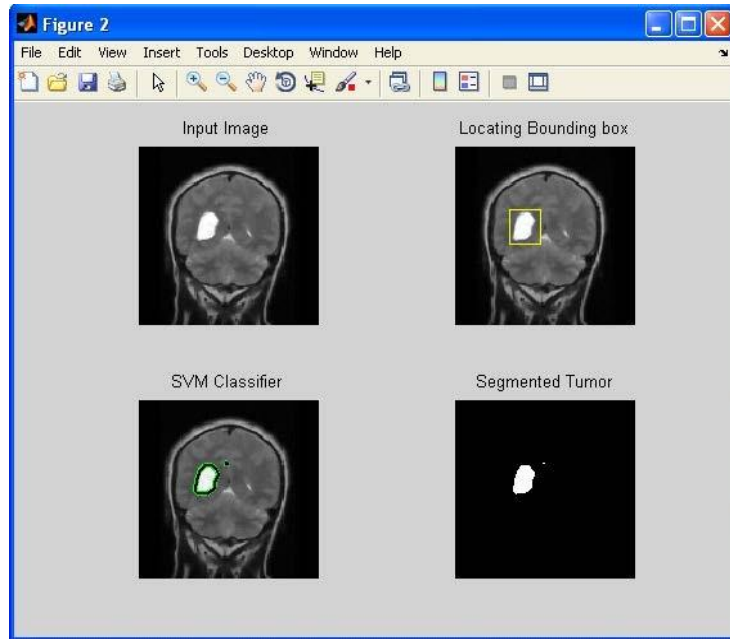 Figure 2
File Edit View Insert Tools Desktop Window Help
Input Image
Locating Bounding box
SVM Classifier
Segmented Tumor